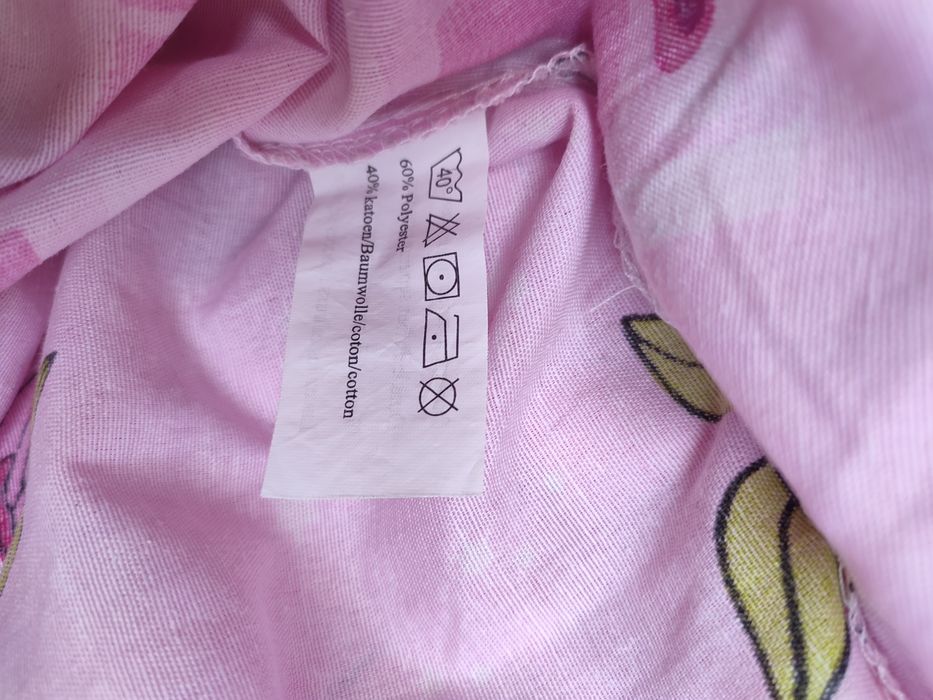 40°
60% Polyester
40% katoen/Baumwolle/coton/cotton